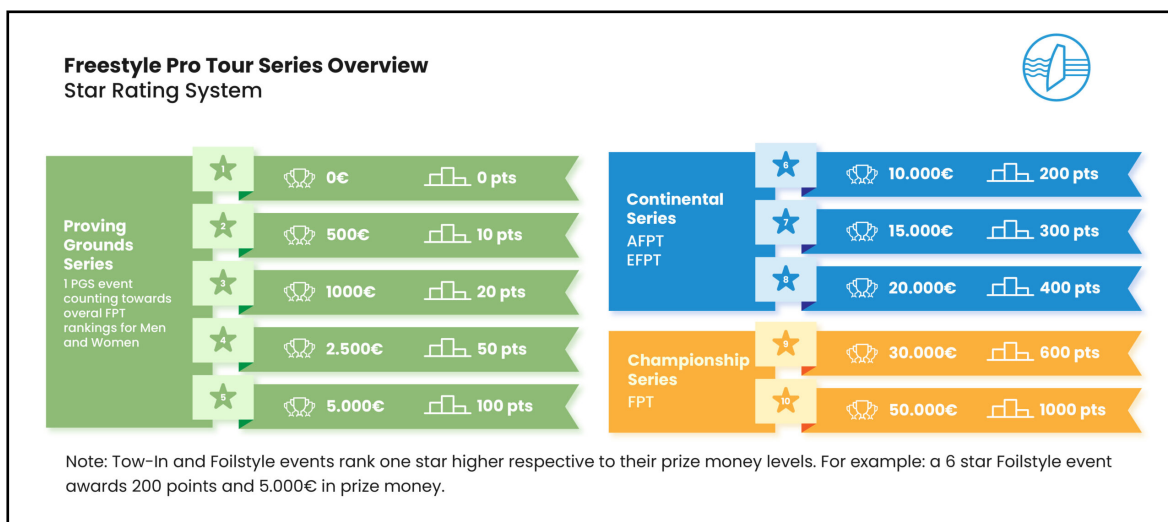 Freestyle Pro Tour Series Overview
Star Rating System
Proving
Grounds
Series
1 PGS event
counting towards
overal FPT
rankings for Men
and Women
1
0€
0 pts
2
500€
10 pts
3
1000€
20 pts
4
2.500€
50 pts
5
5.000€
100 pts
Continental
Series
AFPT
EFPT
6
10.000€
200 pts
7
15.000€
300 pts
8
20.000€
400 pts
Championship
Series
FPT
9
30.000€
600 pts
10
50.000€
1000 pts
Note: Tow-In and Foilstyle events rank one star higher respective to their prize money levels. For example: a 6 star Foilstyle event
awards 200 points and 5.000€ in prize money.